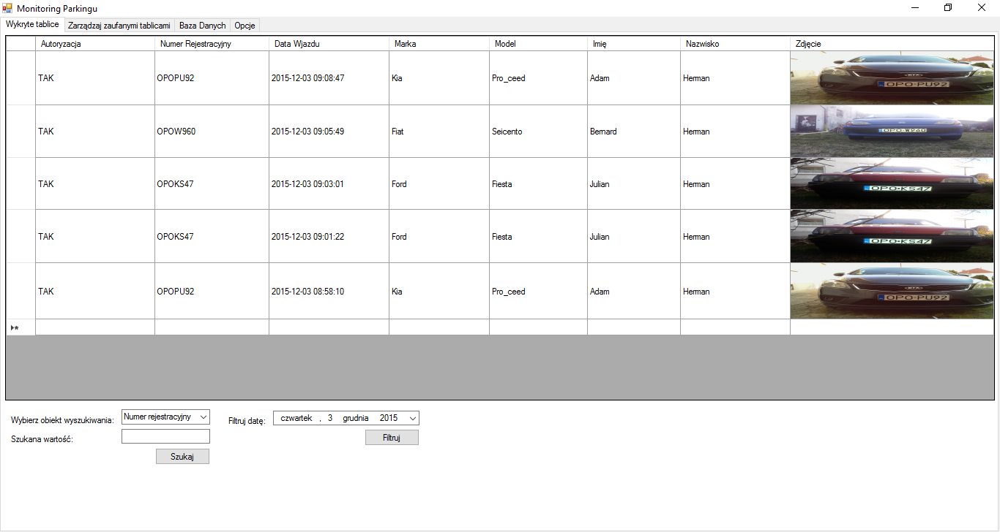 Monitoring Parkingu
Wykryte tablice Zarządzaj zaufanymi tablicami Baza Danych Opcje
Autoryzacja Numer Rejestracyjny Data Wjazdu Marka Model Imię Nazwisko Zdjęcie
TAK OPOPU92 2015-12-03 09:08:47 Kia Pro_ceed Adam Herman KIA OPO PU92
TAK OPOW960 2015-12-03 09:05:49 Fiat Seicento Bernard Herman OPO W960
TAK OPOKS47 2015-12-03 09:03:01 Ford Fiesta Julian Herman OPO KS47
TAK OPOKS47 2015-12-03 09:01:22 Ford Fiesta Julian Herman OPO KS47
TAK OPOPU92 2015-12-03 08:58:10 Kia Pro_ceed Adam Herman KIA OPO PU92
Wybierz obiekt wyszukiwania: Numer rejestracyjny Filtruj datę: czwartek , 3 grudnia 2015
Szukana wartość: Filtruj
Szukaj